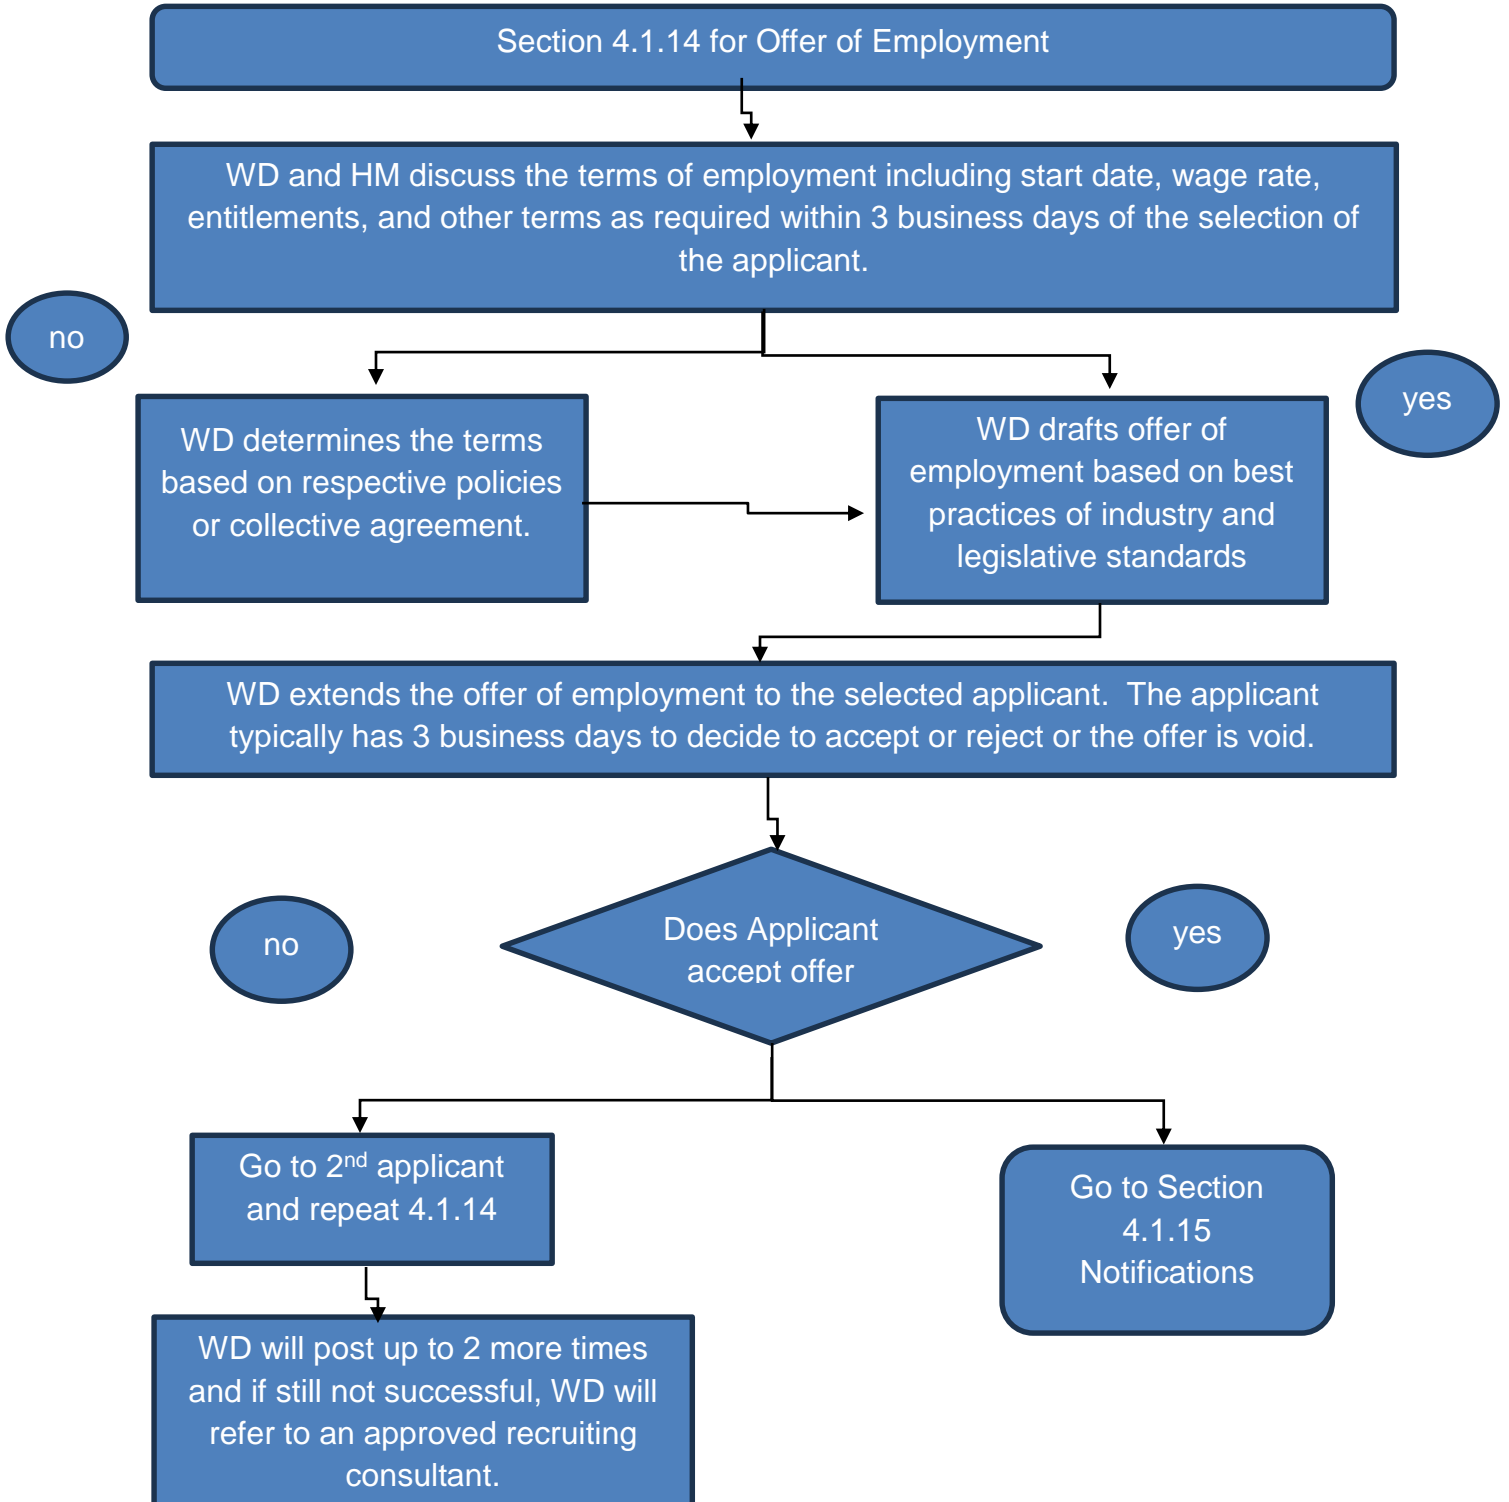 Section 4.1.14 for Offer of Employment
WD and HM discuss the terms of employment including start date, wage rate,
entitlements, and other terms as required within 3 business days of the selection of
the applicant.
no
yes
WD determines the terms
based on respective policies
or collective agreement.
WD drafts offer of
employment based on best
practices of industry and
legislative standards
WD extends the offer of employment to the selected applicant.  The applicant
typically has 3 business days to decide to accept or reject or the offer is void.
no
Does Applicant
accept offer
yes
Go to 2nd applicant
and repeat 4.1.14
Go to Section
4.1.15
Notifications
WD will post up to 2 more times
and if still not successful, WD will
refer to an approved recruiting
consultant.